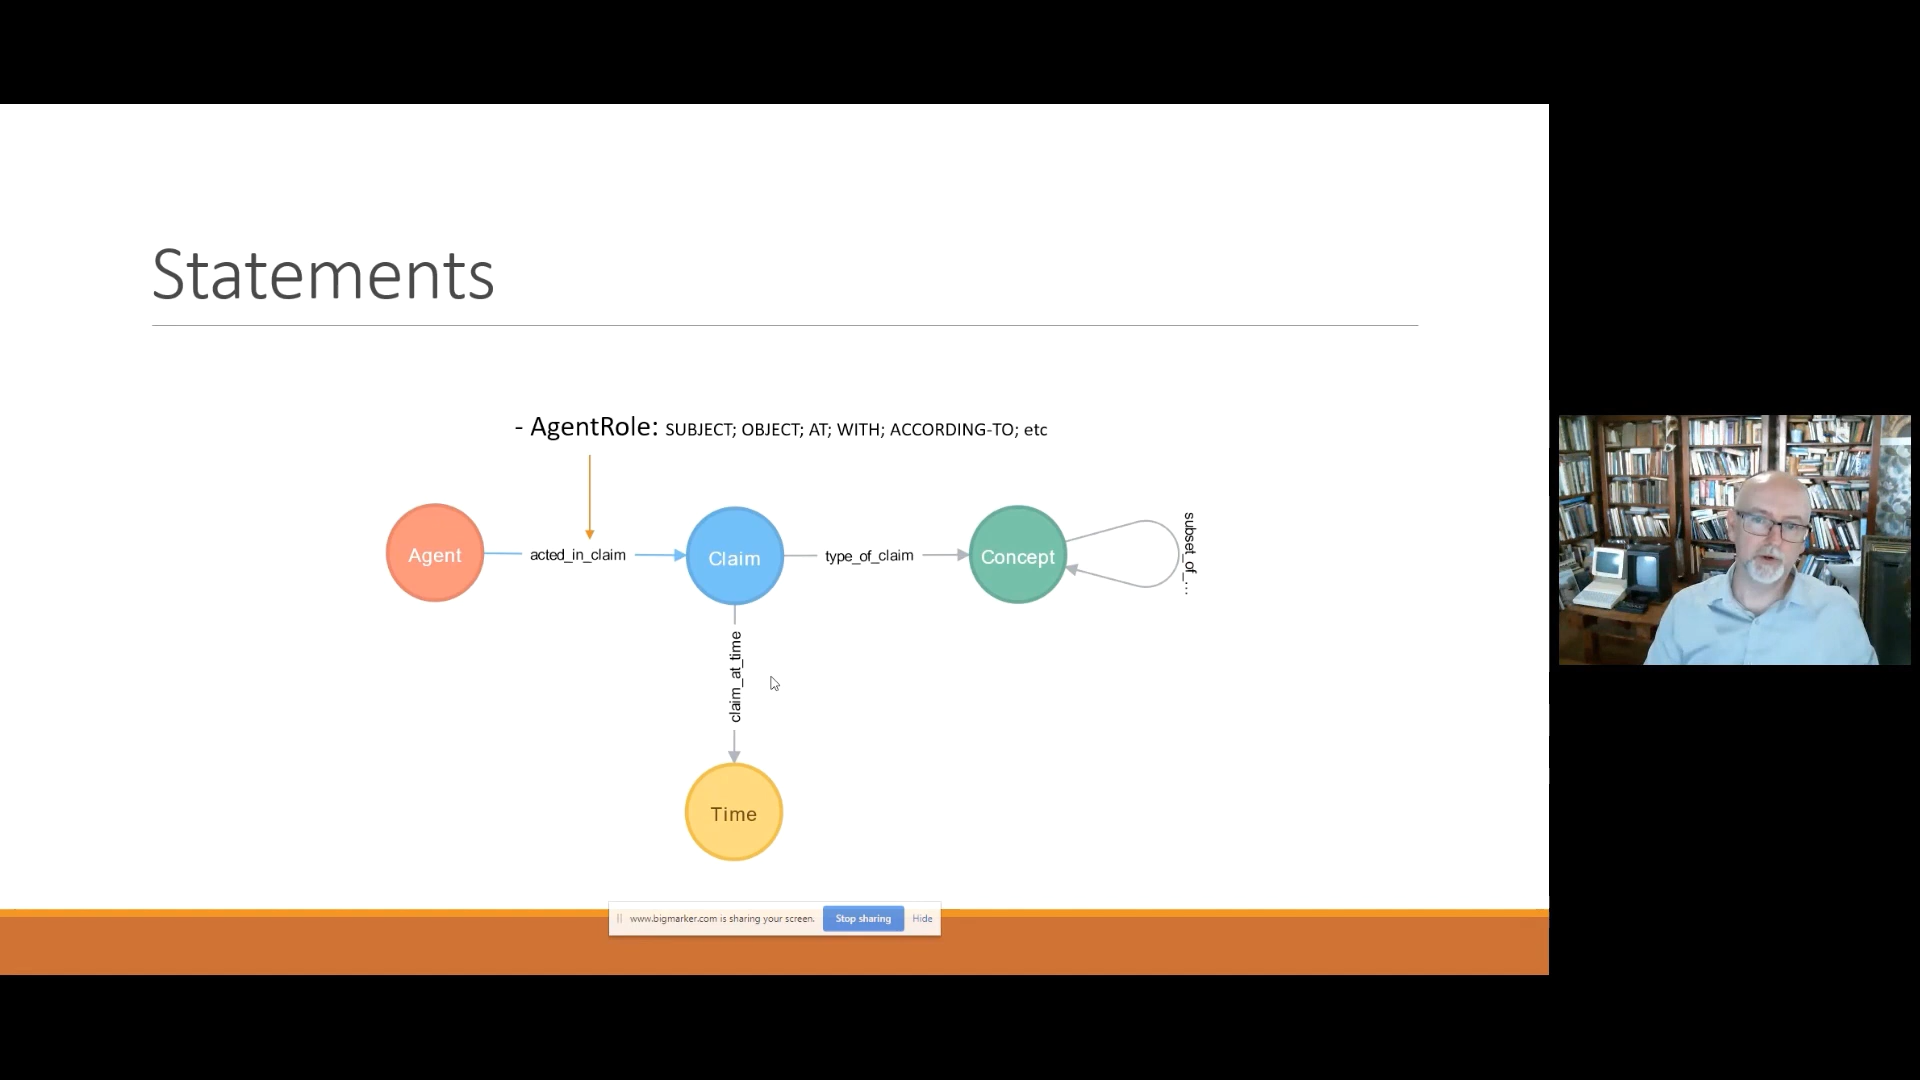 Statements
- AgentRole: SUBJECT; OBJECT; AT; WITH; ACCORDING-TO; etc
Agent
acted_in_claim
Claim
type_of_claim
Concept
subset_of_...
claim_at_time
Time
www.bigmarker.com is sharing your screen.
Stop sharing
Hide